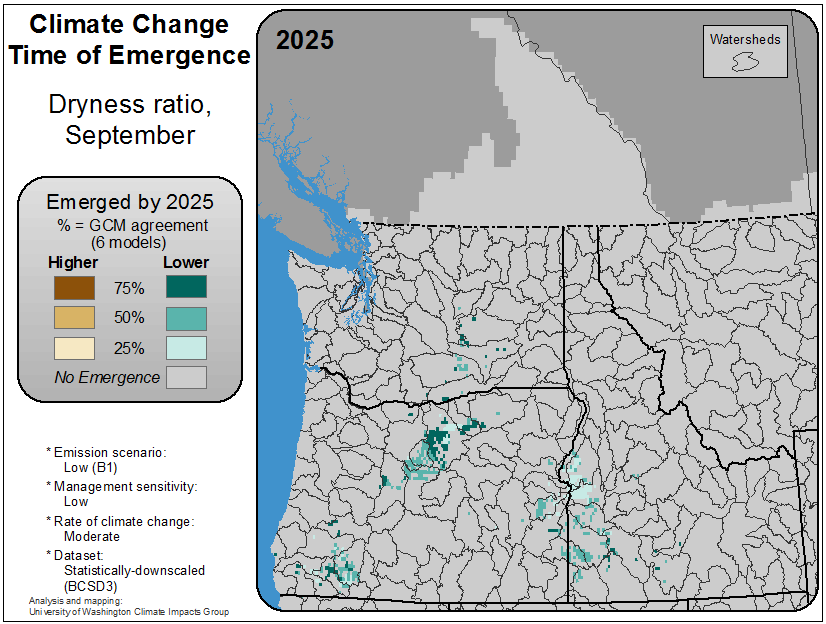 Climate Change
Time of Emergence
Dryness ratio,
September
Emerged by 2025
% = GCM agreement
(6 models)
Higher Lower
75%
50%
25%
No Emergence
* Emission scenario:
Low (B1)
* Management sensitivity:
Low
* Rate of climate change:
Moderate
* Dataset:
Statistically-downscaled
(BCSD3)
Analysis and mapping:
University of Washington Climate Impacts Group
2025
Watersheds